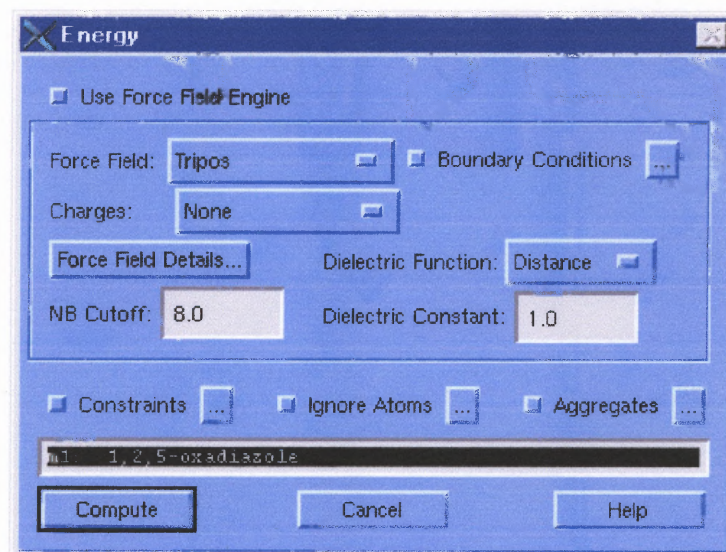 Energy
Use Force Field Engine
Force Field: Tripos Boundary Conditions ...
Charges: None
Force Field Details... Dielectric Function: Distance
NB Cutoff: 8.0 Dielectric Constant: 1.0
Constraints ... Ignore Atoms ... Aggregates ...
m1: 1,2,5-oxadiazole
Compute Cancel Help